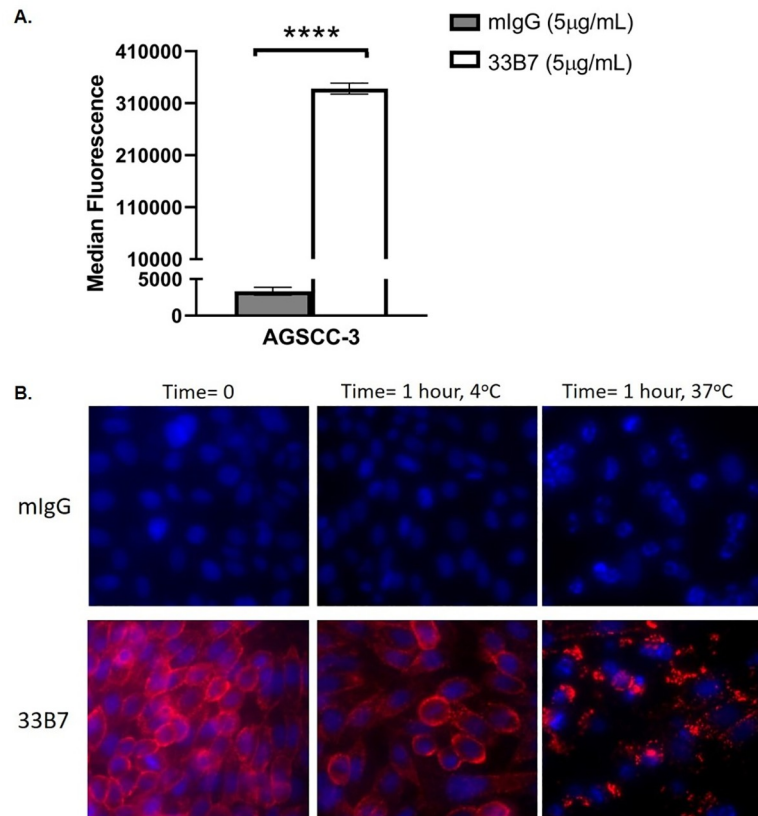 A.
****
mIgG (5µg/mL)
33B7 (5µg/mL)
Median Fluorescence
410000
310000
210000
110000
10000
5000
0
AGSCC-3
B.
Time= 0
Time= 1 hour, 4°C
Time= 1 hour, 37°C
mIgG
33B7